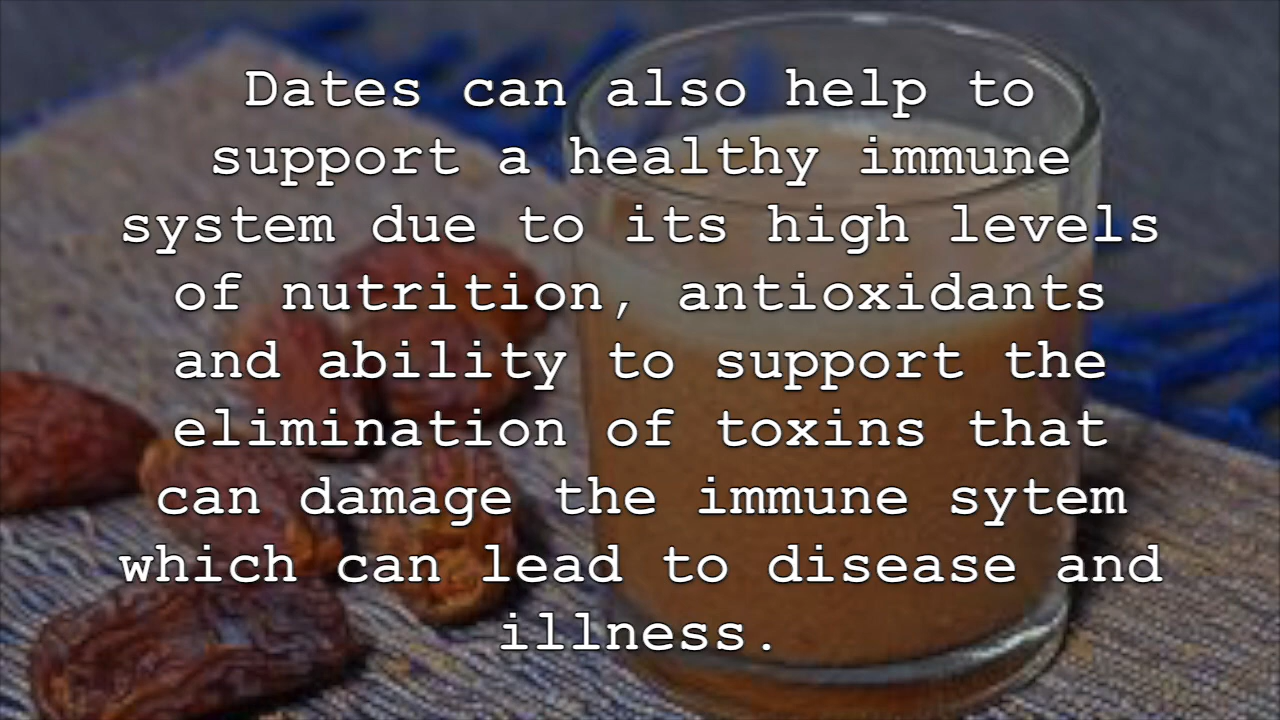 Dates can also help to
support a healthy immune
system due to its high levels
of nutrition, antioxidants
and ability to support the
elimination of toxins that
can damage the immune sytem
which can lead to disease and
illness.